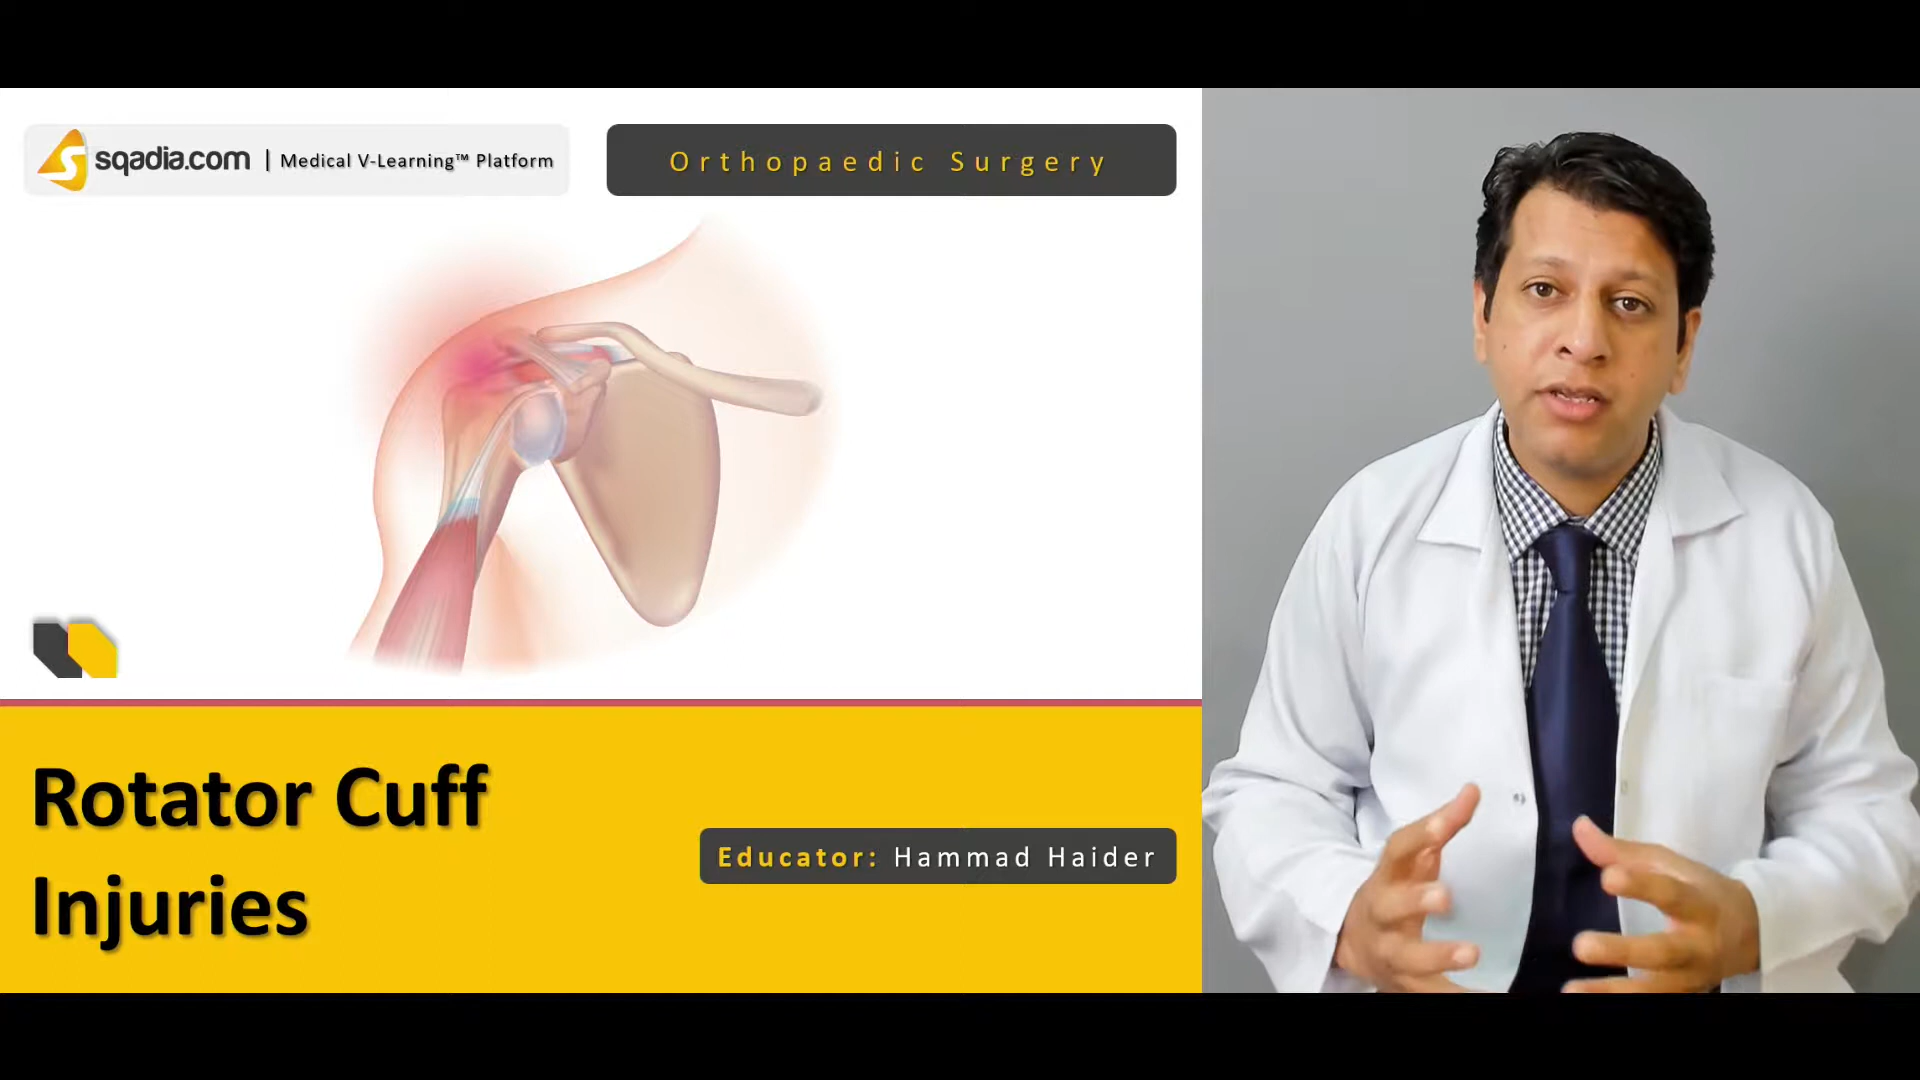 sqadia.com | Medical V-Learning™ Platform
Orthopaedic Surgery
Rotator Cuff
Injuries
Educator: Hammad Haider